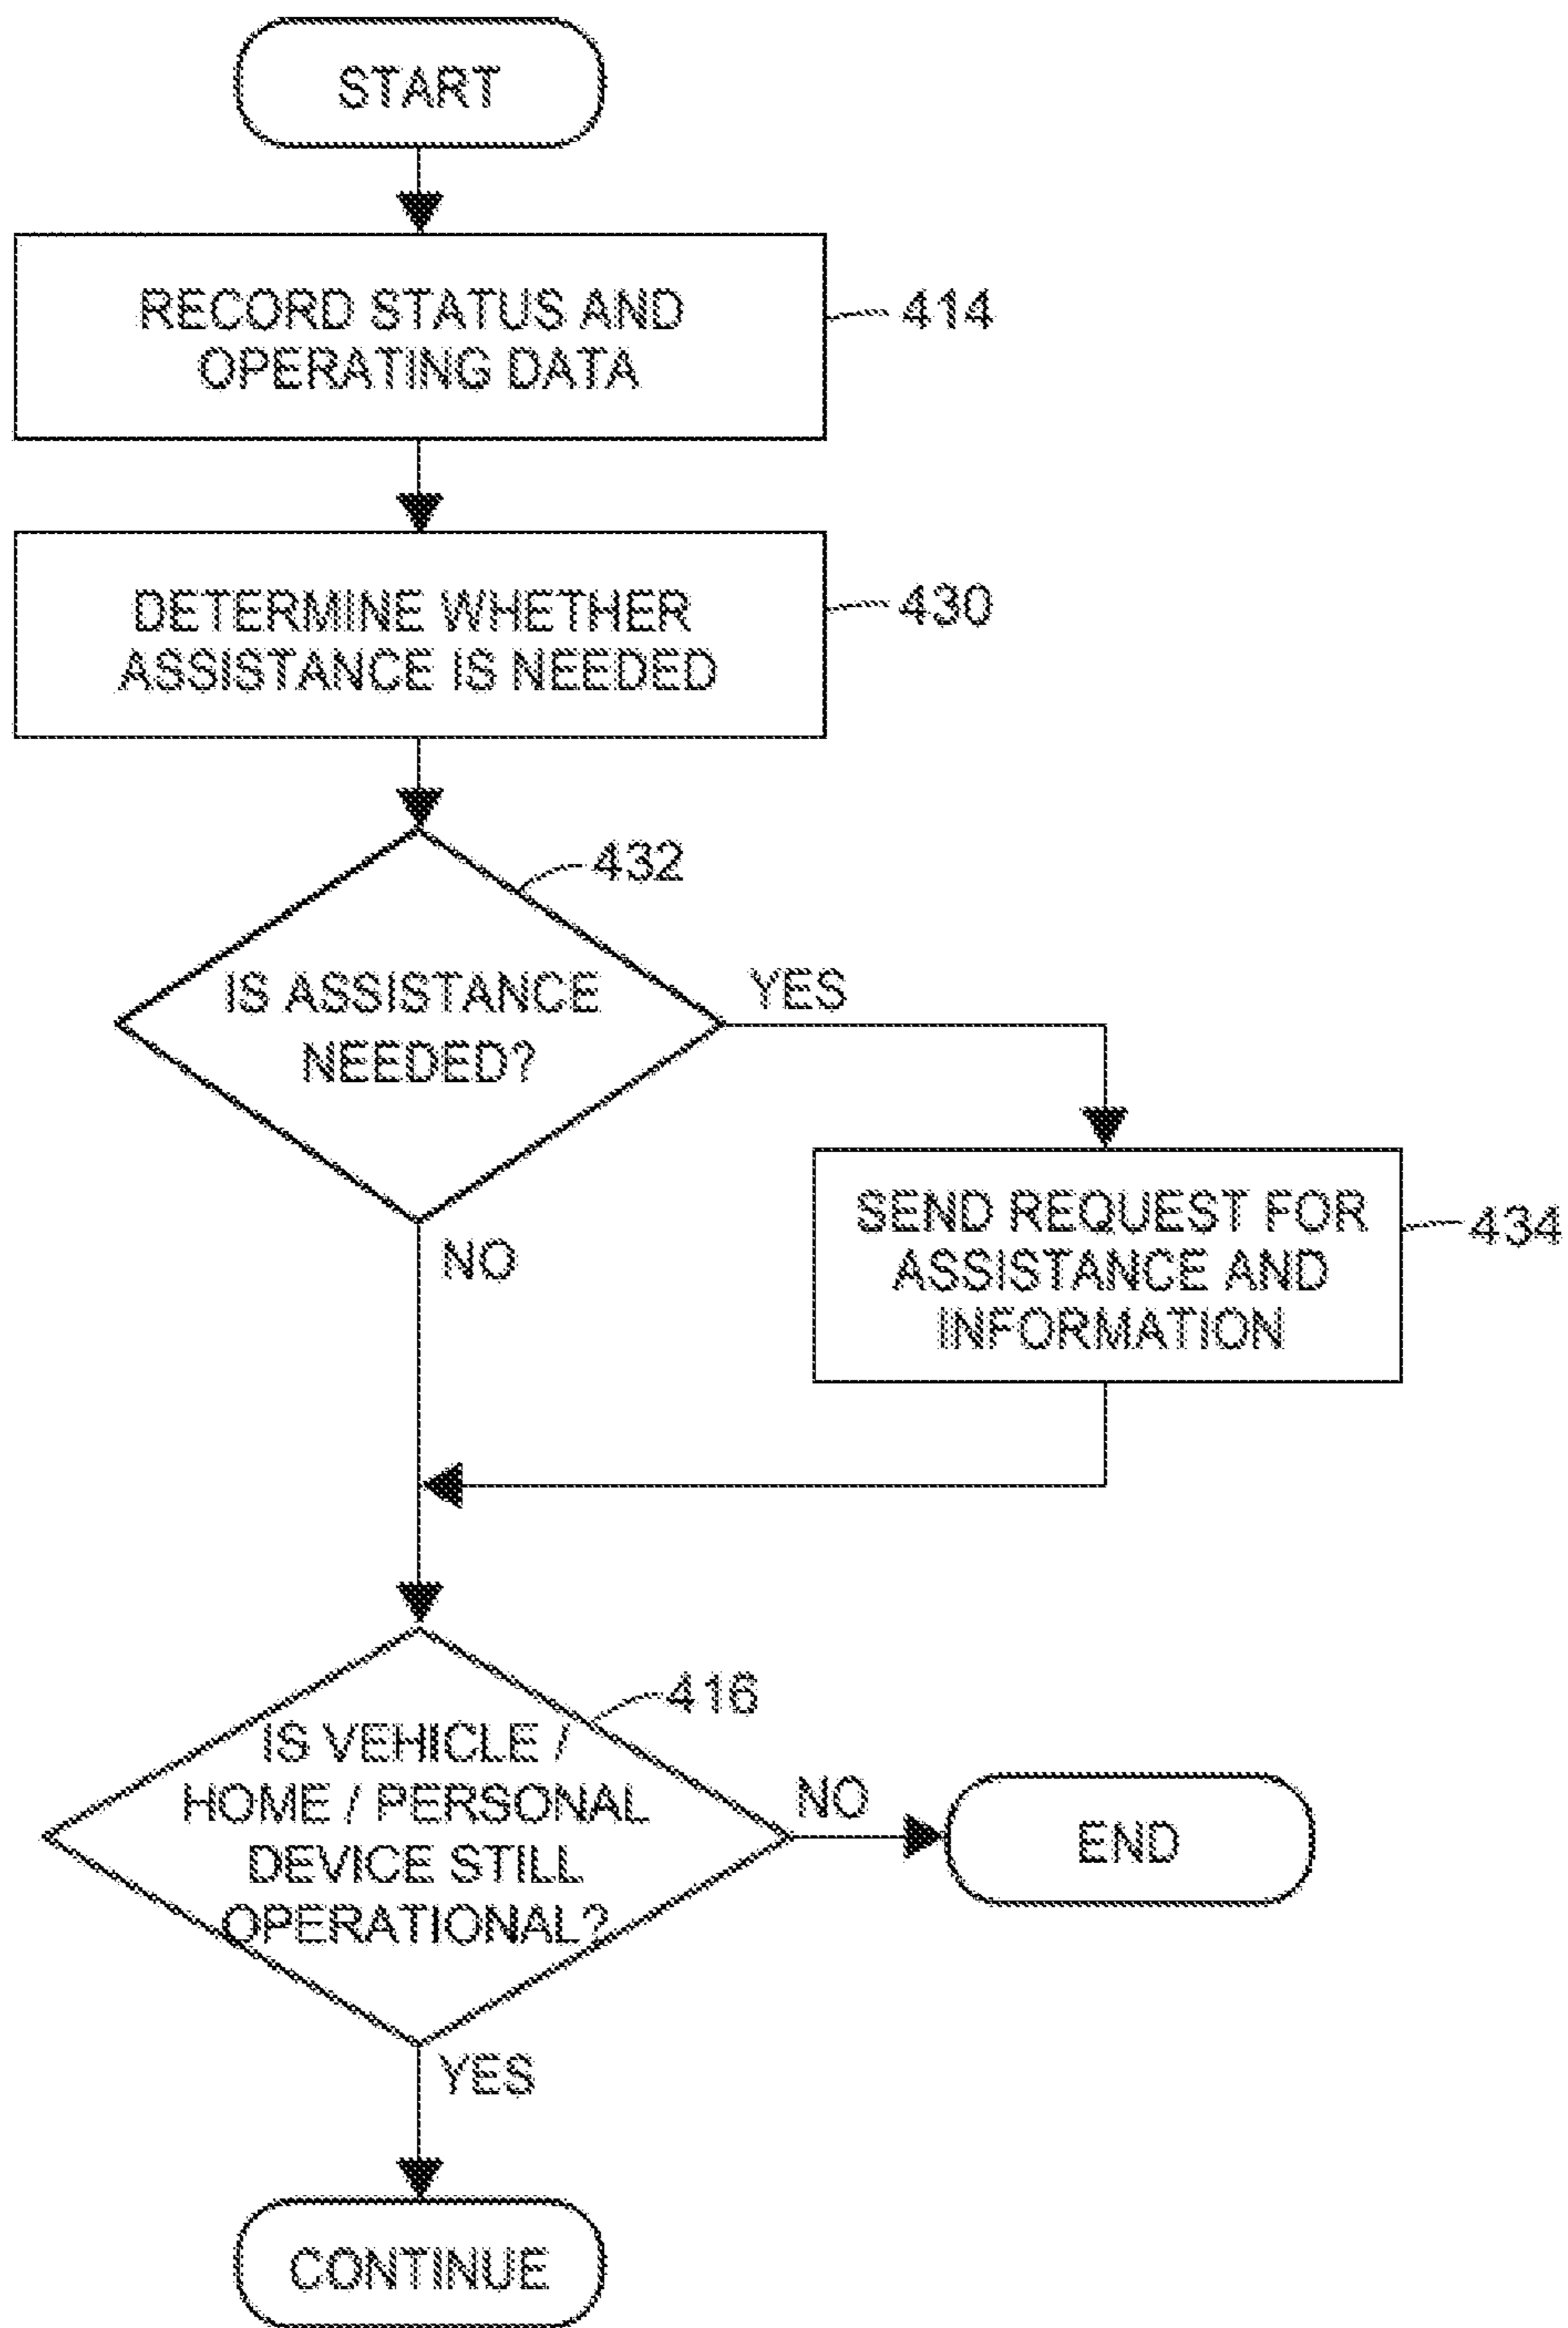 START
RECORD STATUS AND
OPERATING DATA
414
DETERMINE WHETHER
ASSISTANCE IS NEEDED
430
432
IS ASSISTANCE
NEEDED?
YES
NO
SEND REQUEST FOR
ASSISTANCE AND
INFORMATION
434
416
IS VEHICLE /
HOME / PERSONAL
DEVICE STILL
OPERATIONAL?
NO
END
YES
CONTINUE